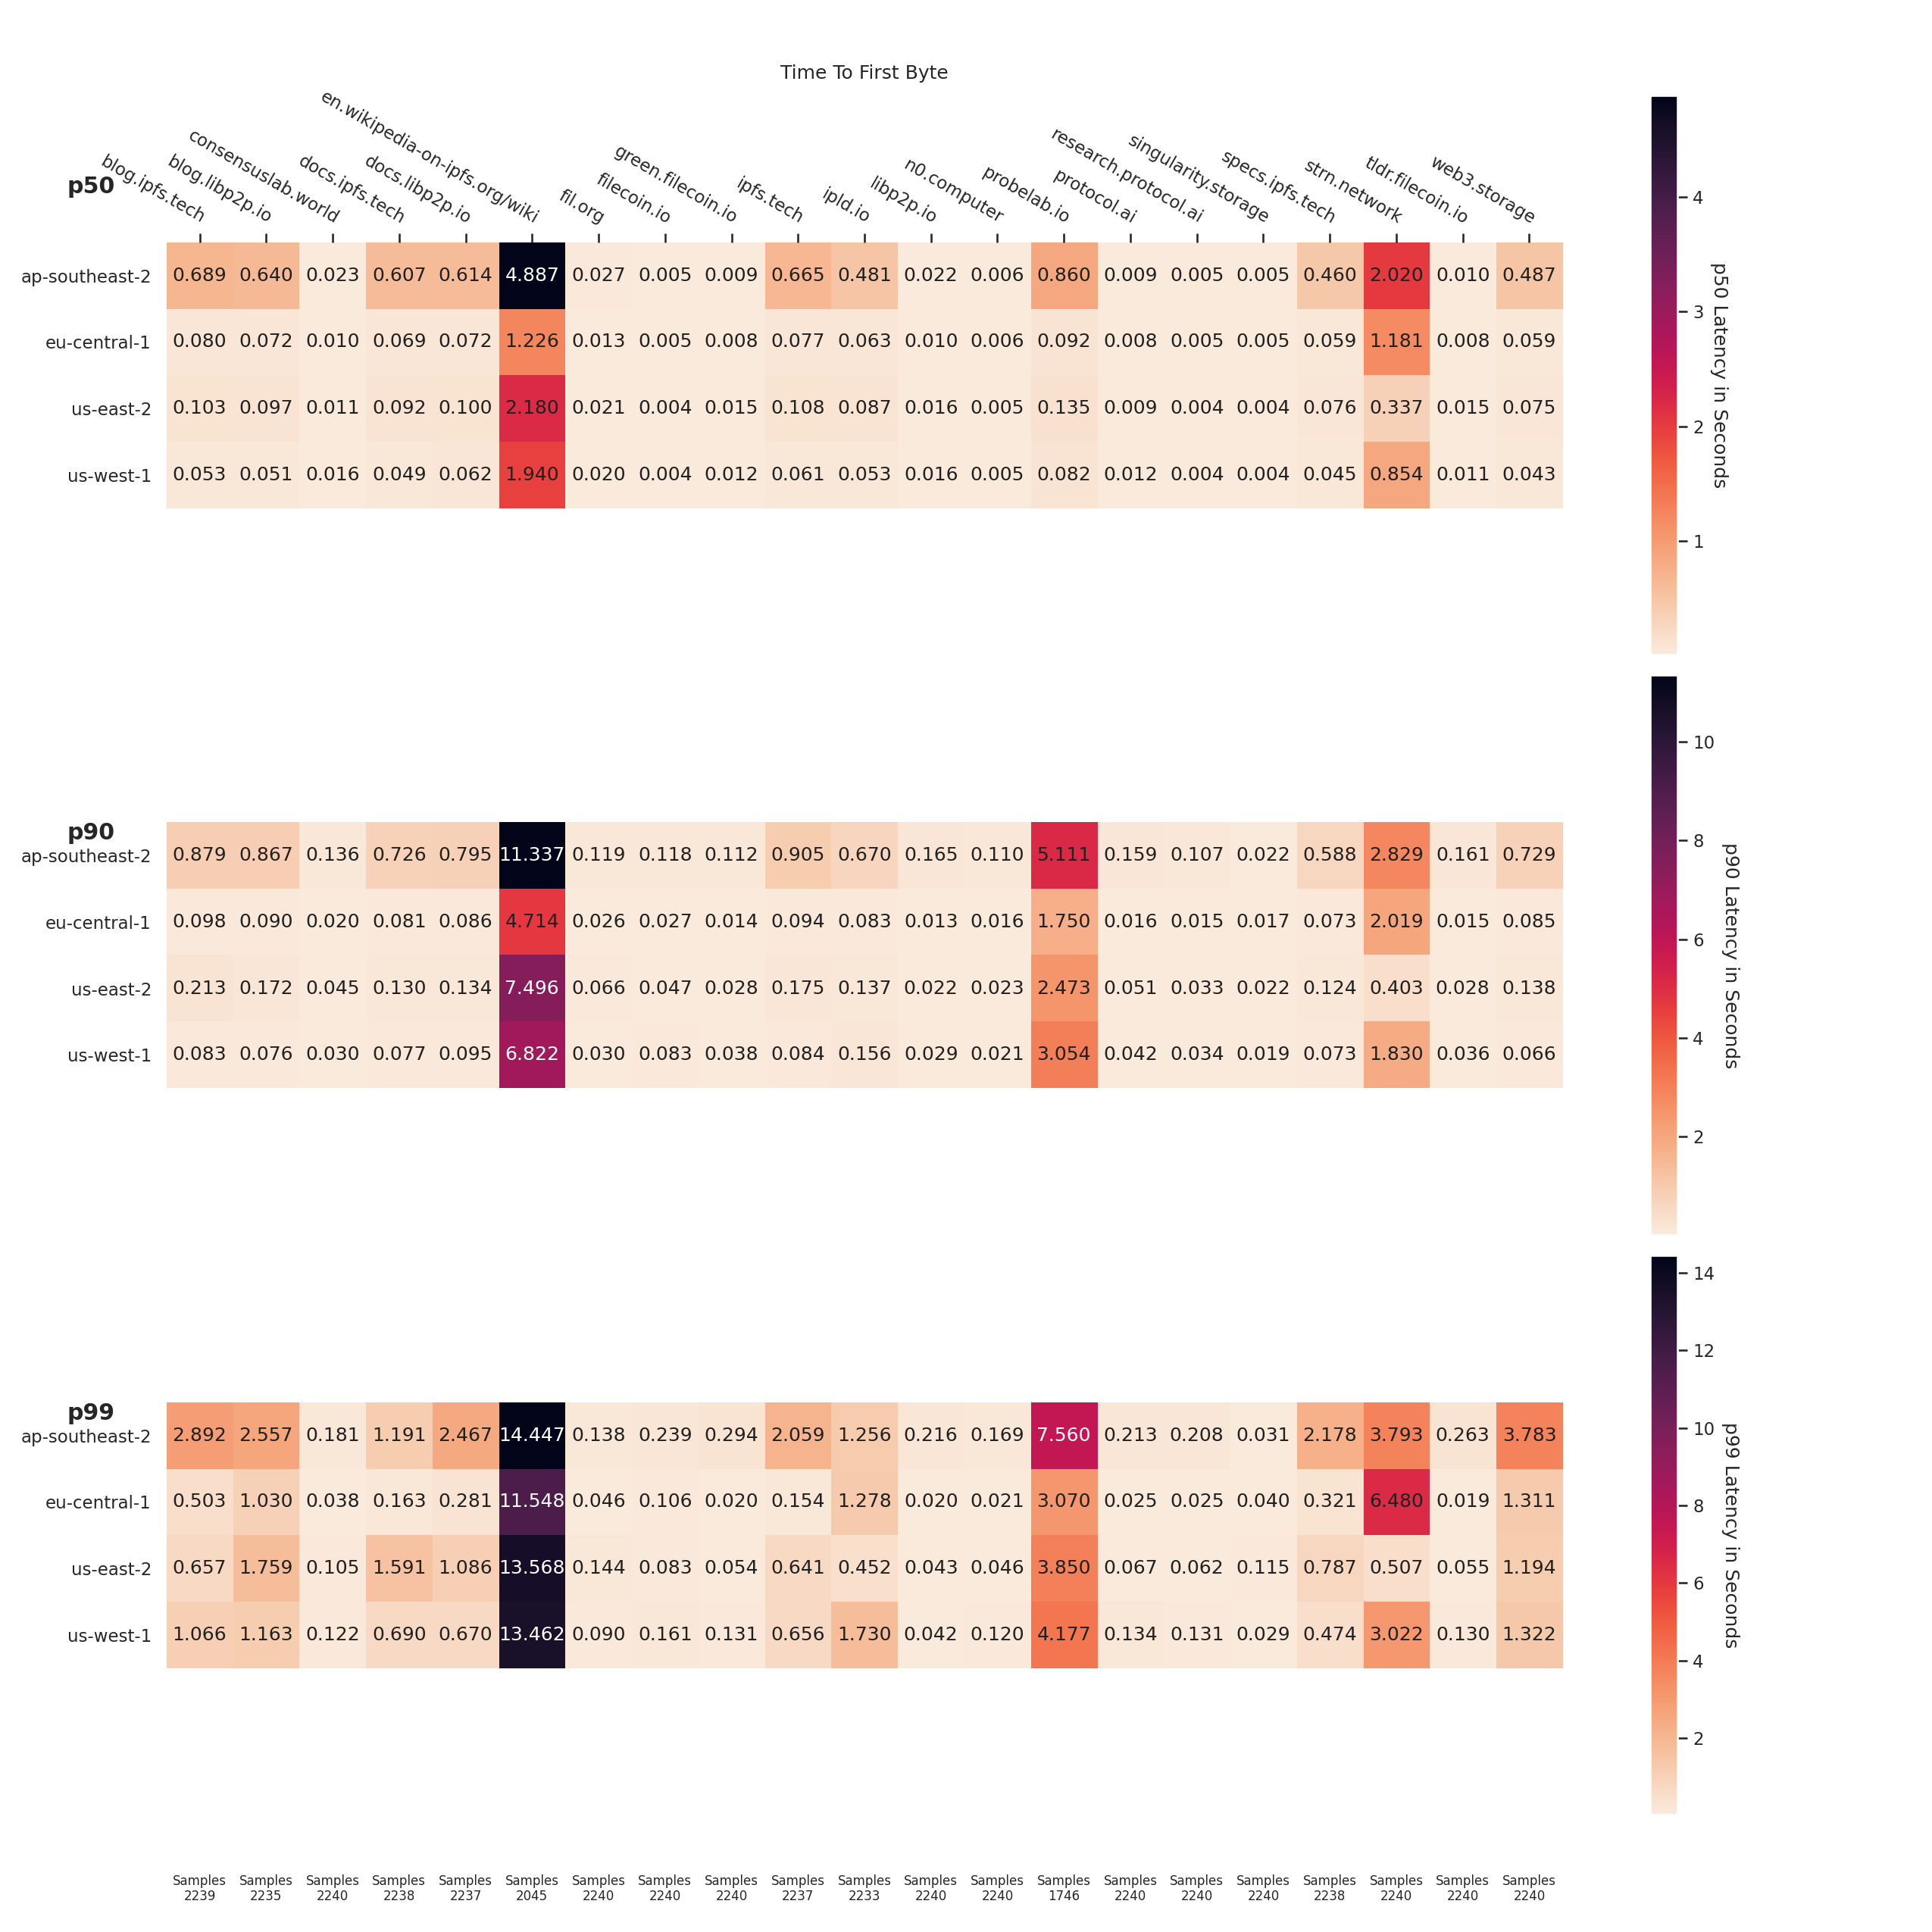 Time To First Byte
blog.ipfs.tech
blog.libp2p.io
consensuslab.world
docs.ipfs.tech
docs.libp2p.io
en.wikipedia-on-ipfs.org/wiki
fil.org
filecoin.io
green.filecoin.io
ipfs.tech
ipld.io
libp2p.io
n0.computer
probelab.io
protocol.ai
research.protocol.ai
singularity.storage
specs.ipfs.tech
strn.network
tldr.filecoin.io
web3.storage
p50
ap-southeast-2 0.689 0.640 0.023 0.607 0.614 4.887 0.027 0.005 0.009 0.665 0.481 0.022 0.006 0.860 0.009 0.005 0.005 0.460 2.020 0.010 0.487
eu-central-1 0.080 0.072 0.010 0.069 0.072 1.226 0.013 0.005 0.008 0.077 0.063 0.010 0.006 0.092 0.008 0.005 0.005 0.059 1.181 0.008 0.059
us-east-2 0.103 0.097 0.011 0.092 0.100 2.180 0.021 0.004 0.015 0.108 0.087 0.016 0.005 0.135 0.009 0.004 0.004 0.076 0.337 0.015 0.075
us-west-1 0.053 0.051 0.016 0.049 0.062 1.940 0.020 0.004 0.012 0.061 0.053 0.016 0.005 0.082 0.012 0.004 0.004 0.045 0.854 0.011 0.043
4
3
2
1
p50 Latency in Seconds
p90
ap-southeast-2 0.879 0.867 0.136 0.726 0.795 11.337 0.119 0.118 0.112 0.905 0.670 0.165 0.110 5.111 0.159 0.107 0.022 0.588 2.829 0.161 0.729
eu-central-1 0.098 0.090 0.020 0.081 0.086 4.714 0.026 0.027 0.014 0.094 0.083 0.013 0.016 1.750 0.016 0.015 0.017 0.073 2.019 0.015 0.085
us-east-2 0.213 0.172 0.045 0.130 0.134 7.496 0.066 0.047 0.028 0.175 0.137 0.022 0.023 2.473 0.051 0.033 0.022 0.124 0.403 0.028 0.138
us-west-1 0.083 0.076 0.030 0.077 0.095 6.822 0.030 0.083 0.038 0.084 0.156 0.029 0.021 3.054 0.042 0.034 0.019 0.073 1.830 0.036 0.066
10
8
6
4
2
p90 Latency in Seconds
p99
ap-southeast-2 2.892 2.557 0.181 1.191 2.467 14.447 0.138 0.239 0.294 2.059 1.256 0.216 0.169 7.560 0.213 0.208 0.031 2.178 3.793 0.263 3.783
eu-central-1 0.503 1.030 0.038 0.163 0.281 11.548 0.046 0.106 0.020 0.154 1.278 0.020 0.021 3.070 0.025 0.025 0.040 0.321 6.480 0.019 1.311
us-east-2 0.657 1.759 0.105 1.591 1.086 13.568 0.144 0.083 0.054 0.641 0.452 0.043 0.046 3.850 0.067 0.062 0.115 0.787 0.507 0.055 1.194
us-west-1 1.066 1.163 0.122 0.690 0.670 13.462 0.090 0.161 0.131 0.656 1.730 0.042 0.120 4.177 0.134 0.131 0.029 0.474 3.022 0.130 1.322
14
12
10
8
6
4
2
p99 Latency in Seconds
Samples Samples Samples Samples Samples Samples Samples Samples Samples Samples Samples Samples Samples Samples Samples Samples Samples Samples Samples Samples Samples
2239 2235 2240 2238 2237 2045 2240 2240 2240 2237 2233 2240 2240 1746 2240 2240 2240 2238 2240 2240 2240